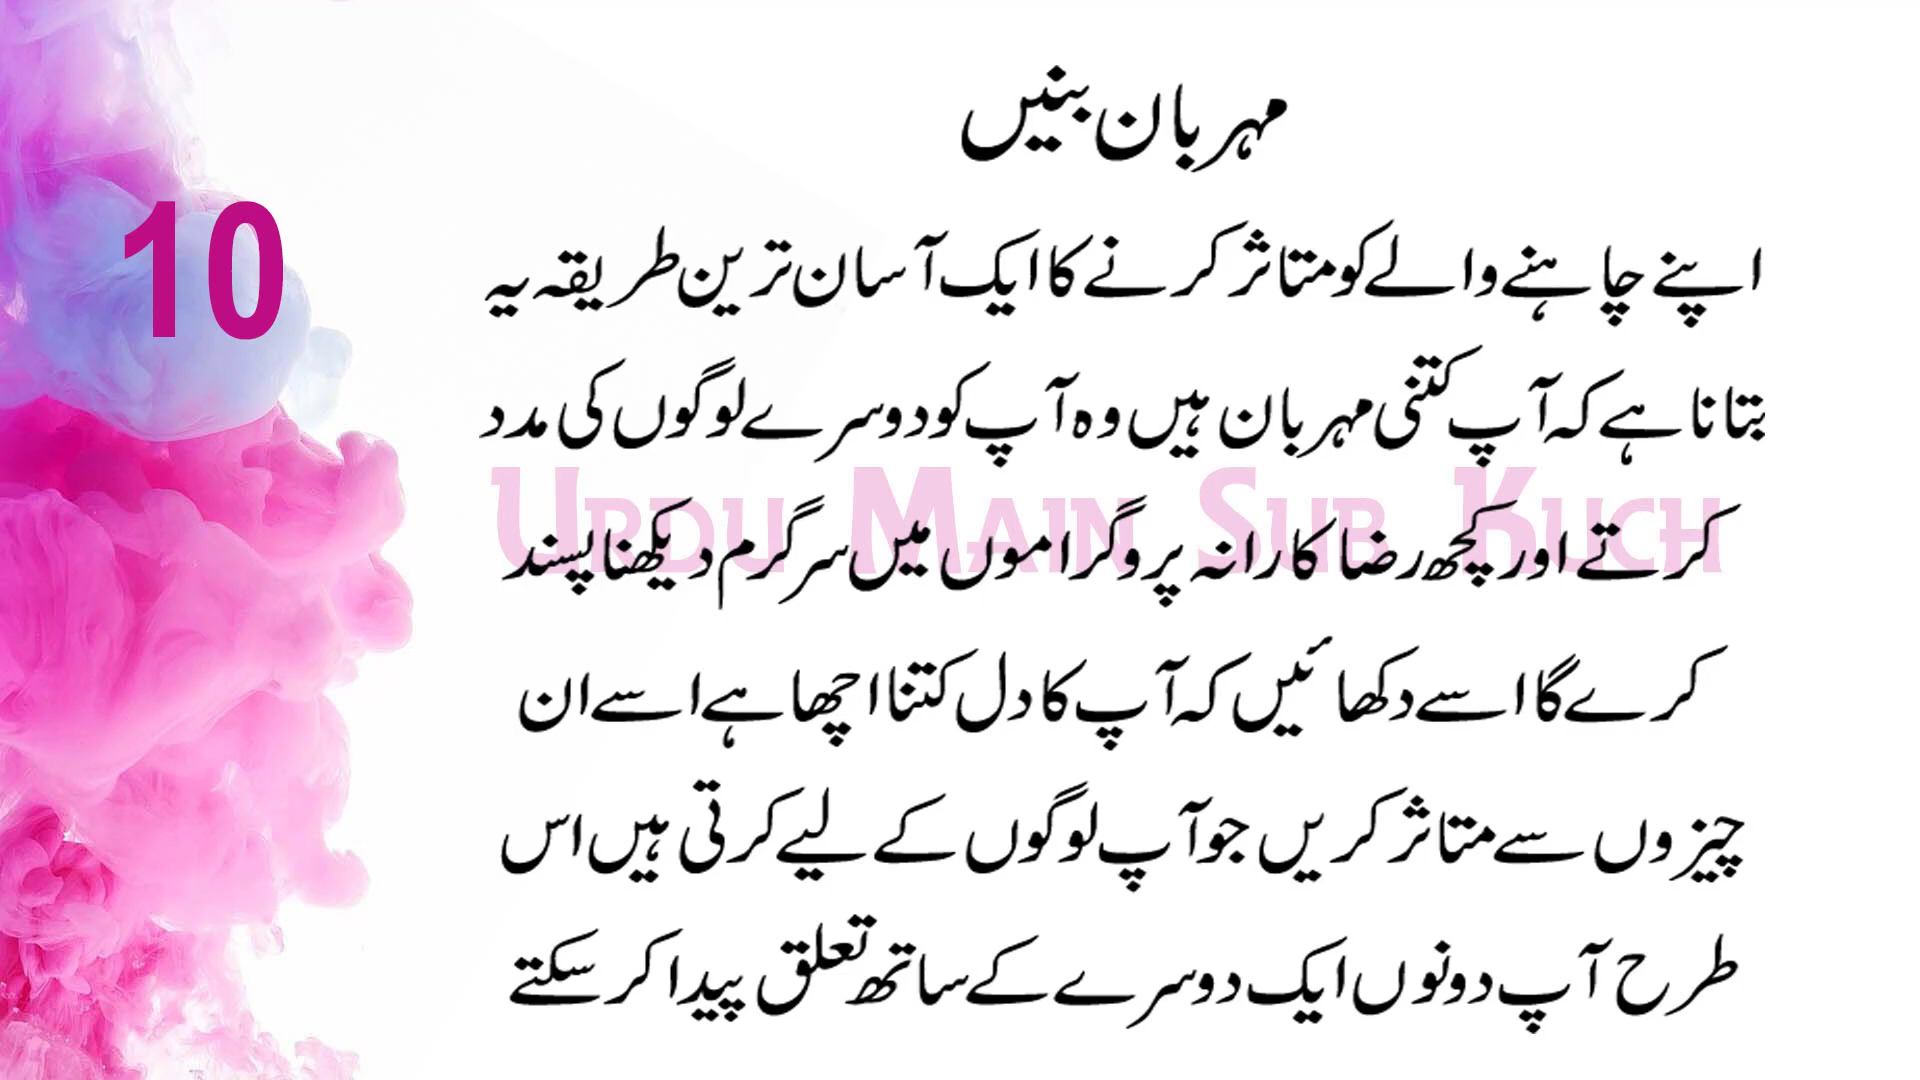 مہربان بنیں
10
اپنے چاہنے والے کو متاثر کرنے کا ایک آسان ترین طریقہ یہ
بتانا ہے کہ آپ کتنی مہربان ہیں وہ آپ کو دوسرے لوگوں کی مدد
Urdu Main Sub Kuch
کرتے اور کچھ رضا کارانہ پروگراموں میں سرگرم دیکھنا پسند
کرے گا اسے دکھائیں کہ آپ کا دل کتنا اچھا ہے اسے ان
چیزوں سے متاثر کریں جو آپ لوگوں کے لیے کرتی ہیں اس
طرح آپ دونوں ایک دوسرے کے ساتھ تعلق پیدا کر سکتے